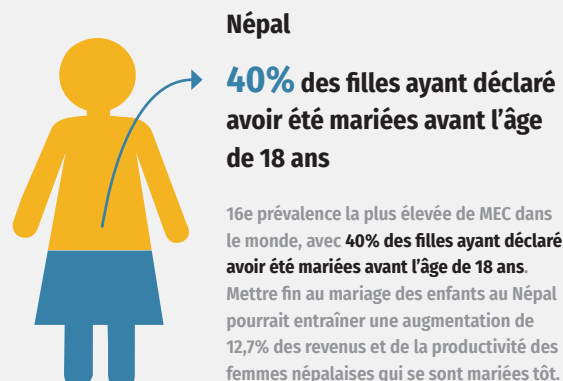 Népal
40% des filles ayant déclaré
avoir été mariées avant l’âge
de 18 ans
16e prévalence la plus élevée de MEC dans
le monde, avec 40% des filles ayant déclaré
avoir été mariées avant l’âge de 18 ans.
Mettre fin au mariage des enfants au Népal
pourrait entraîner une augmentation de
12,7% des revenus et de la productivité des
femmes népalaises qui se sont mariées tôt.